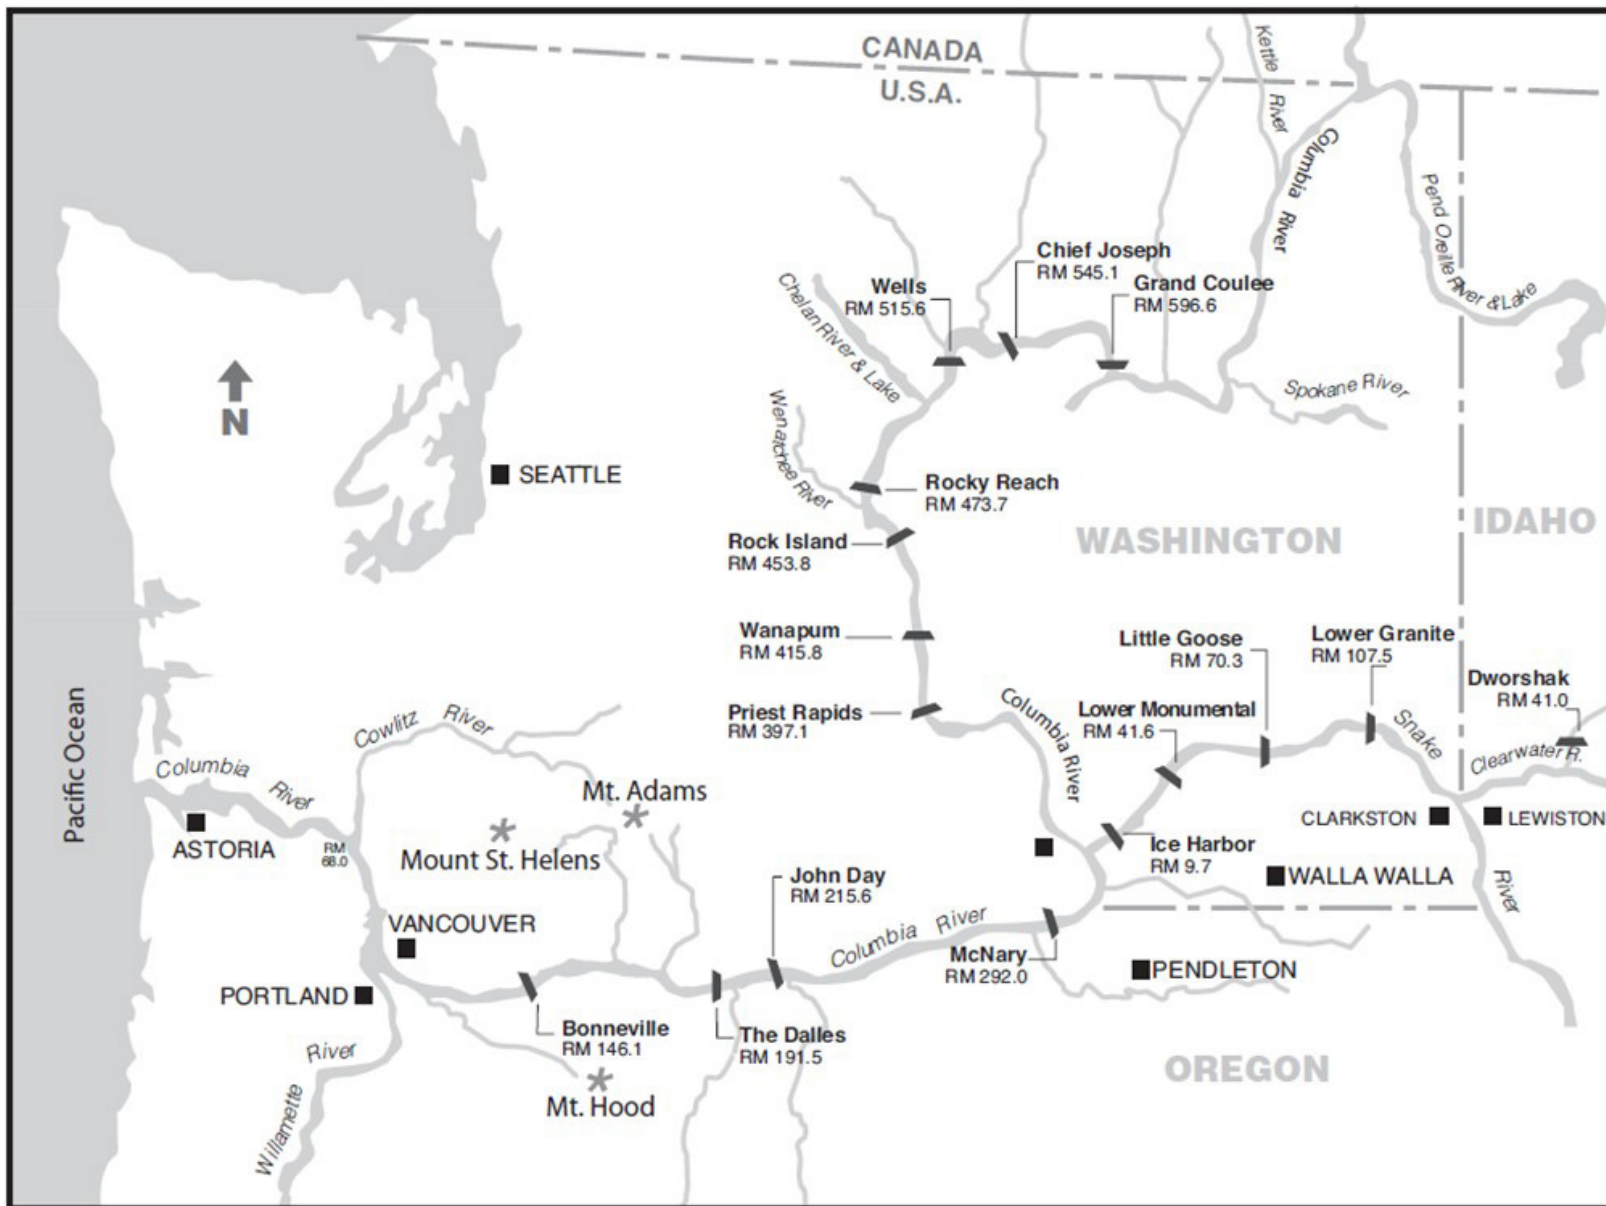 CANADA
U.S.A.
Kettle
River
Columbia River
Pend Oreille River & Lake
Chief Joseph
RM 545.1
Wells
RM 515.6
Grand Coulee
RM 596.6
Chelan River & Lake
Spokane River
N
Wenatchee River
SEATTLE
Rocky Reach
RM 473.7
WASHINGTON
IDAHO
Rock Island
RM 453.8
Wanapum
RM 415.8
Little Goose
RM 70.3
Lower Granite
RM 107.5
Dworshak
RM 41.0
Priest Rapids
RM 397.1
Columbia River
Lower Monumental
RM 41.6
Snake
River
Clearwater R.
Pacific Ocean
Cowlitz River
Columbia River
Mt. Adams
ASTORIA
RM
68.0
Mount St. Helens
CLARKSTON
LEWISTON
Ice Harbor
RM 9.7
WALLA WALLA
John Day
RM 215.6
VANCOUVER
Columbia River
McNary
RM 292.0
PENDLETON
PORTLAND
Bonneville
RM 146.1
The Dalles
RM 191.5
Willamette River
Mt. Hood
OREGON